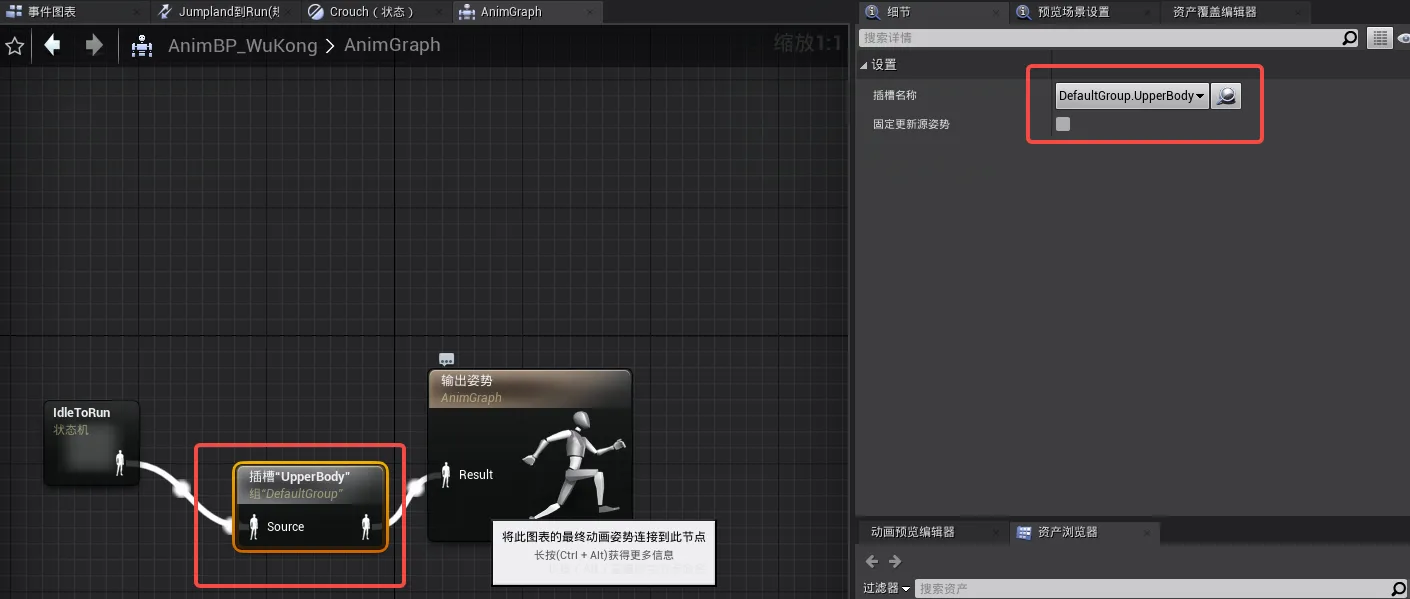 事件图表
Jumpland到Run(规
Crouch（状态）
AnimGraph
细节
预览场景设置
资产覆盖编辑器
AnimBP_WuKong > AnimGraph
缩放1:1
搜索详情
设置
插槽名称
DefaultGroup.UpperBody
固定更新源姿势
IdleToRun
状态机
插槽“UpperBody”
组“DefaultGroup”
Source
输出姿势
AnimGraph
Result
将此图表的最终动画姿势连接到此节点
长按(Ctrl + Alt)获得更多信息
动画预览编辑器
资产浏览器
过滤器
搜索资产